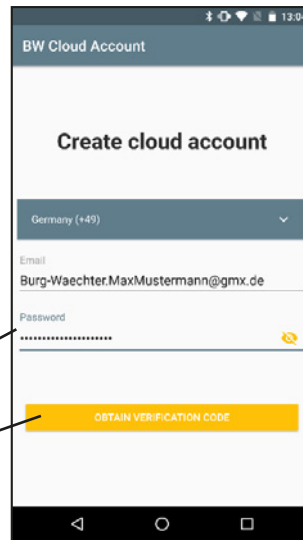 13:04
BW Cloud Account
Create cloud account
Germany (+49)
Email
Burg-Waechter.MaxMustermann@gmx.de
Password
OBTAIN VERIFICATION CODE